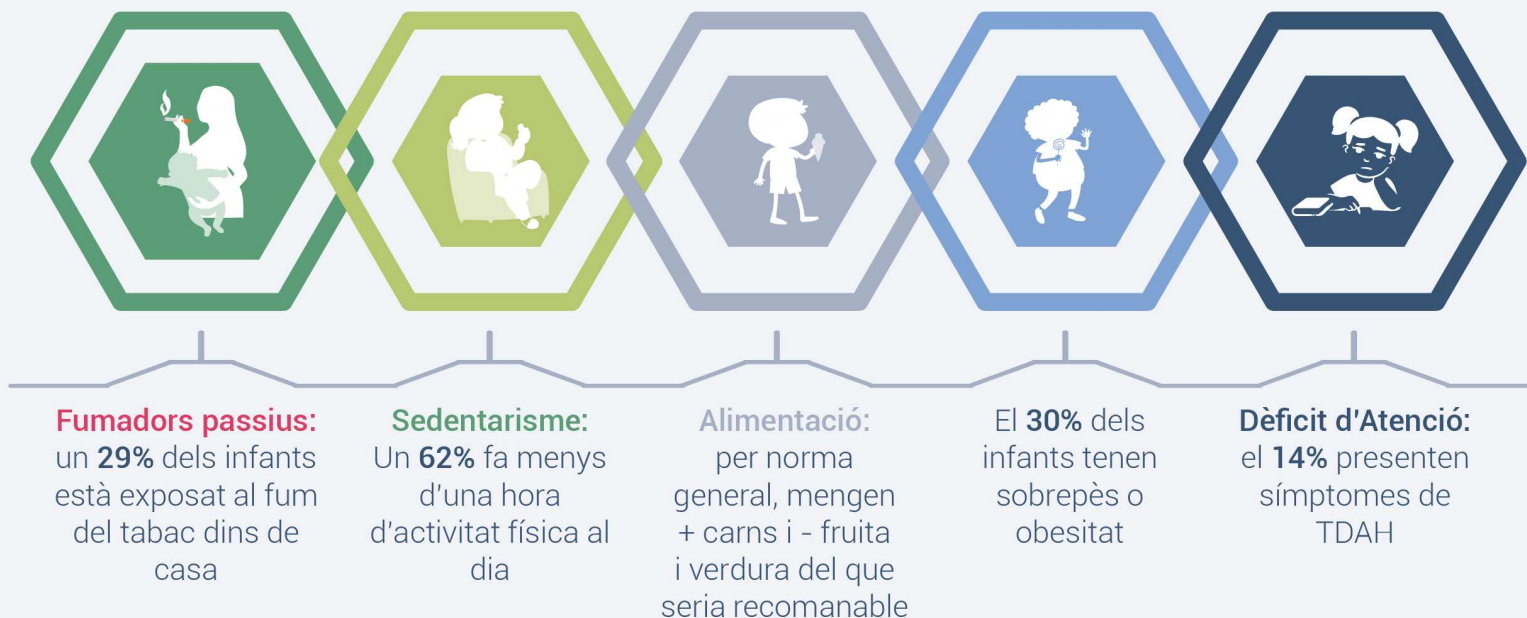 Fumadors passius:
un 29% dels infants
està exposat al fum
del tabac dins de
casa
Sedentarisme:
Un 62% fa menys
d'una hora
d'activitat física al
dia
Alimentació:
per norma
general, mengen
+ carns i - fruita
i verdura del que
seria recomanable
El 30% dels
infants tenen
sobrepès o
obesitat
Dèficit d'Atenció:
el 14% presenten
símptomes de
TDAH